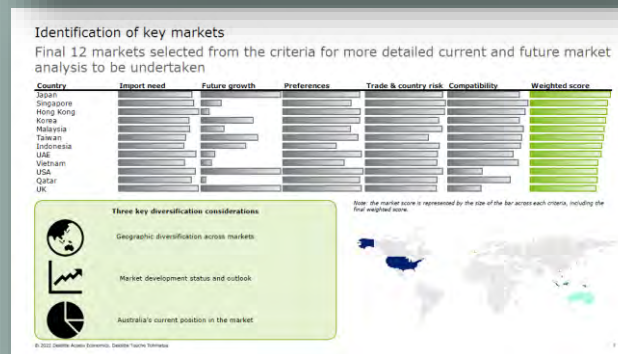 Identification of key markets
Final 12 markets selected from the criteria for more detailed current and future market
analysis to be undertaken
Country Import need Future growth Preferences Trade & country risk Compatibility Weighted score
Japan
Singapore
Hong Kong
Korea
Malaysia
Taiwan
Indonesia
UAE
Vietnam
USA
Qatar
UK
Note: the market score is represented by the size of the bar across each criteria, including the
final weighted score.
Three key diversification considerations
Geographic diversification across markets
Market development status and outlook
Australia's current position in the market
Deloitte Access Economics. Deloitte Touche Tohmatsu